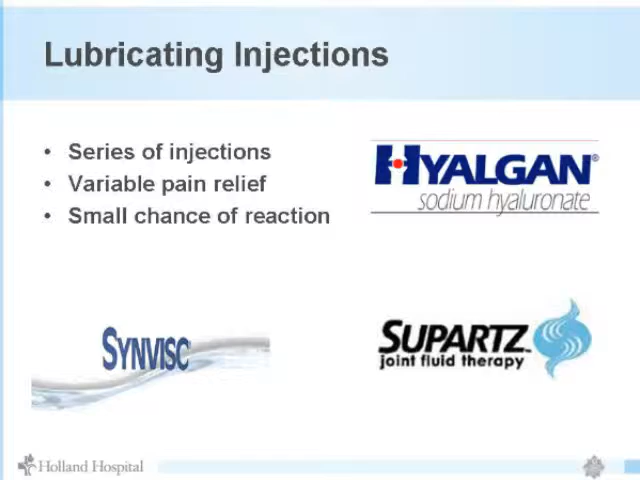 Lubricating Injections
• Series of injections
• Variable pain relief
• Small chance of reaction
HYALGAN®
sodium hyaluronate
SYNVISC
SUPARTZ™
joint fluid therapy
Holland Hospital